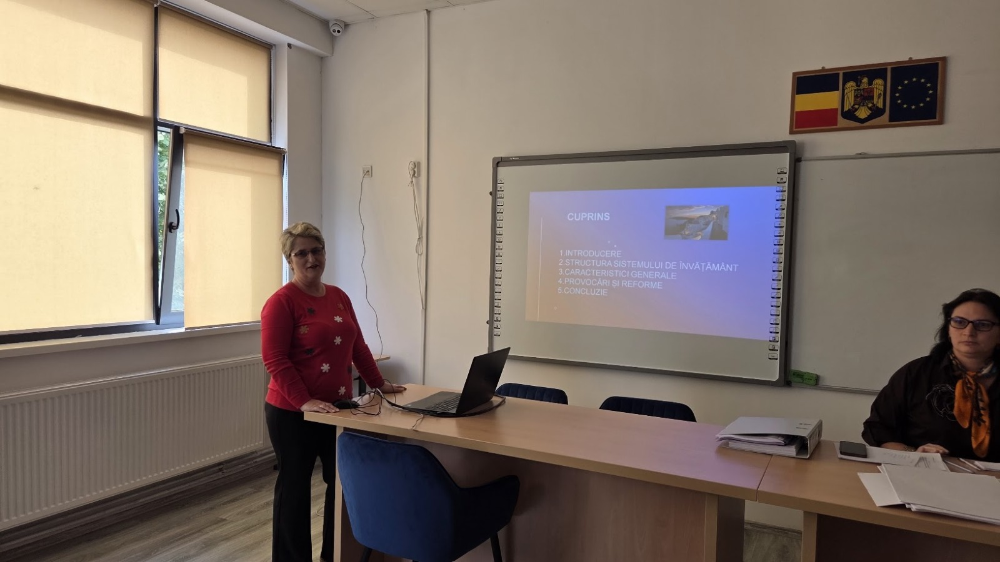 CUPRINS
1.INTRODUCERE
2.STRUCTURA SISTEMULUI DE ÎNVĂȚĂMÂNT
3.CARACTERISTICI GENERALE
4.PROVOCĂRI ȘI REFORME
5.CONCLUZIE